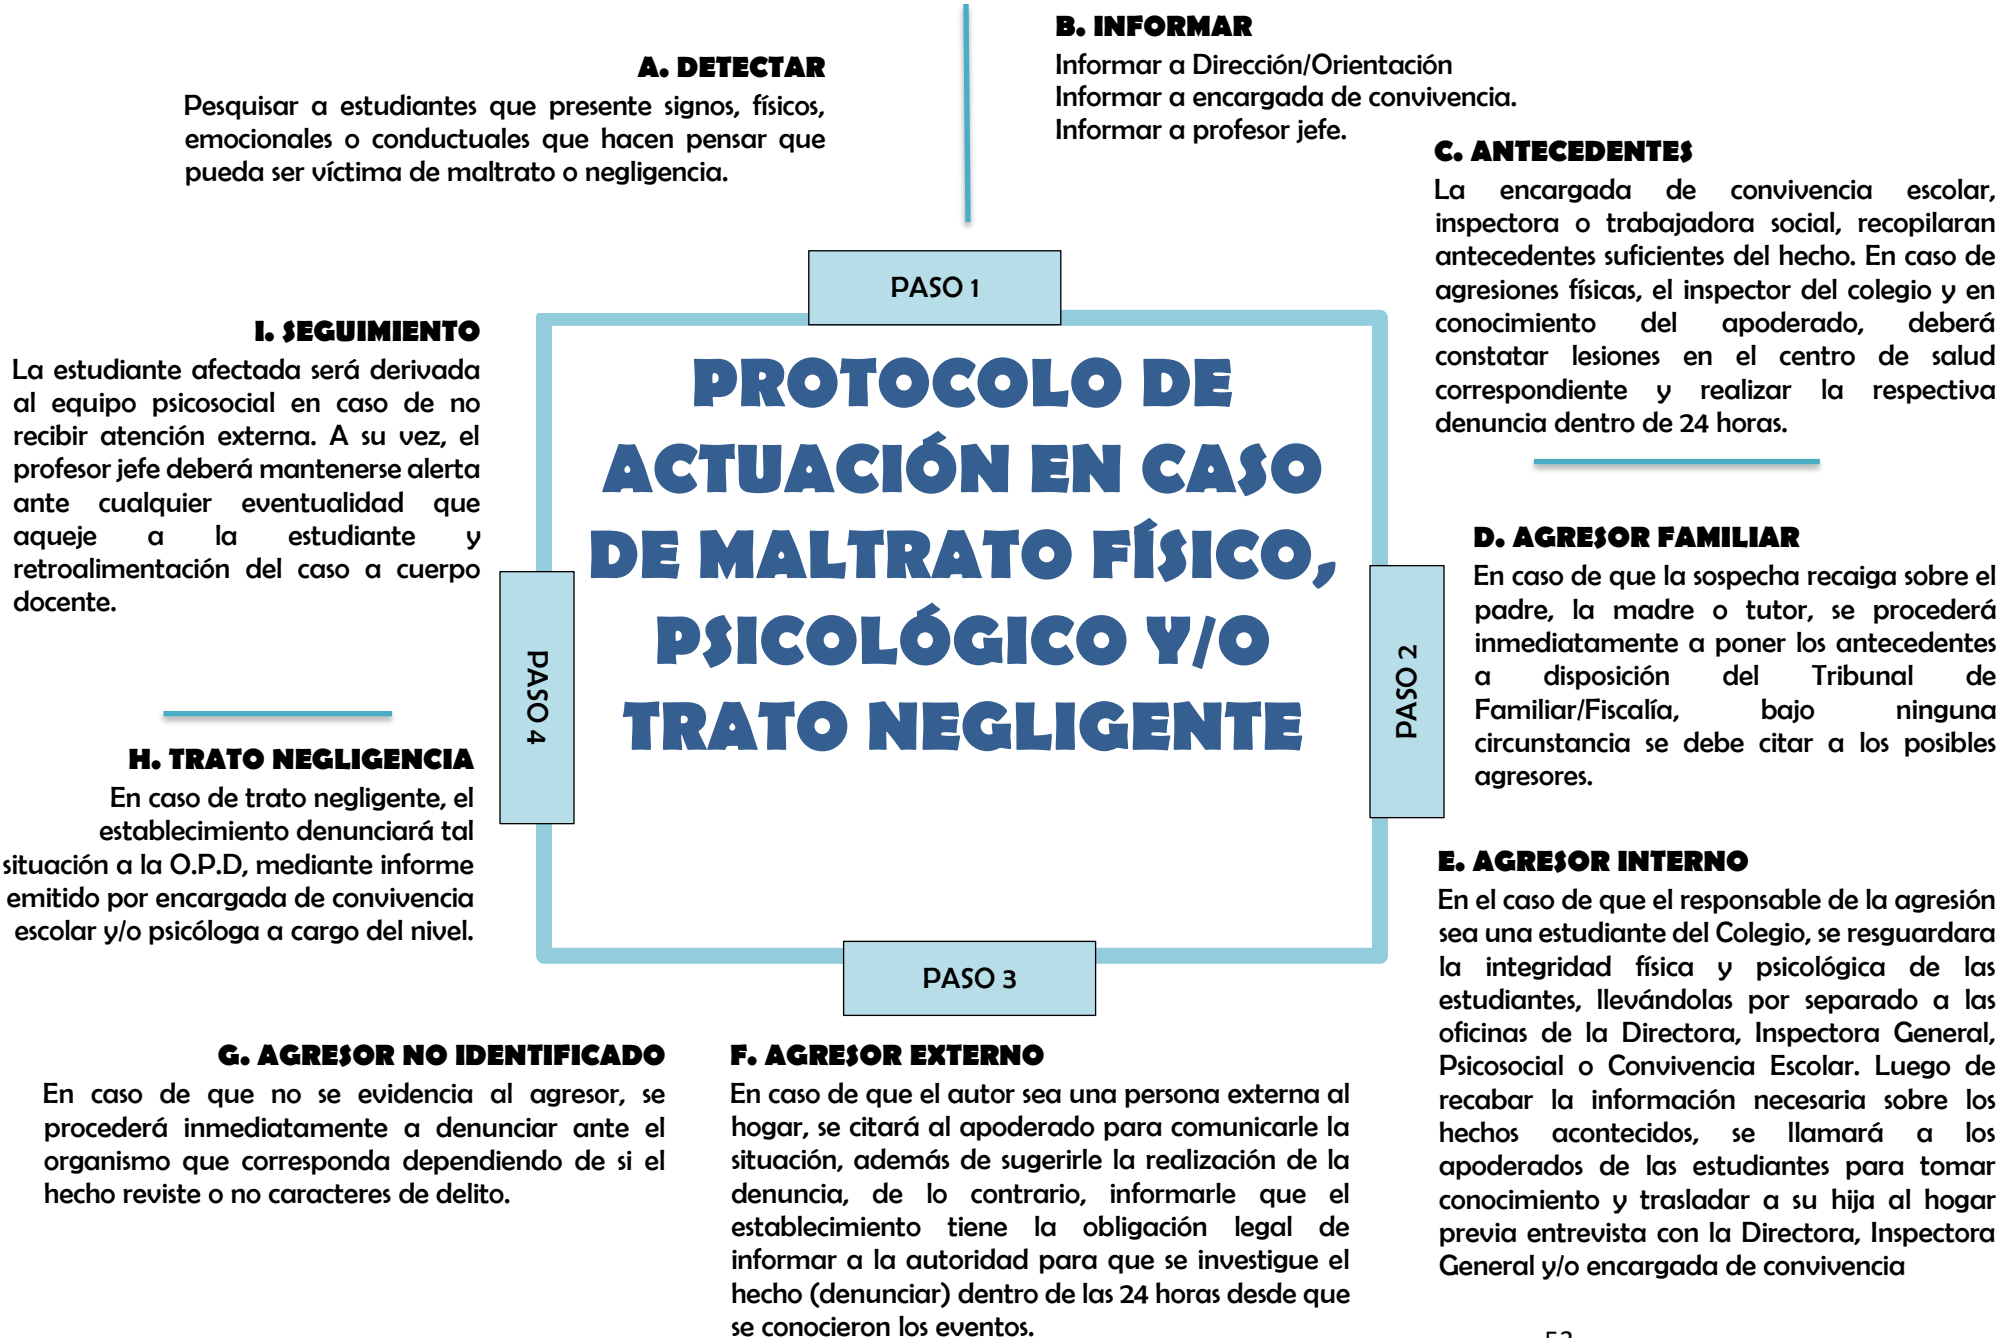 A. DETECTAR
Pesquisar a estudiantes que presente signos, físicos,
emocionales o conductuales que hacen pensar que
pueda ser víctima de maltrato o negligencia.
B. INFORMAR
Informar a Dirección/Orientación
Informar a encargada de convivencia.
Informar a profesor jefe.
C. ANTECEDENTES
La encargada de convivencia escolar,
inspectora o trabajadora social, recopilaran
antecedentes suficientes del hecho. En caso de
agresiones físicas, el inspector del colegio y en
conocimiento del apoderado, deberá
constatar lesiones en el centro de salud
correspondiente y realizar la respectiva
denuncia dentro de 24 horas.
PASO 1
PROTOCOLO DE
ACTUACIÓN EN CASO
DE MALTRATO FÍSICO,
PSICOLÓGICO Y/O
TRATO NEGLIGENTE
PASO 2
PASO 3
PASO 4
D. AGRESOR FAMILIAR
En caso de que la sospecha recaiga sobre el
padre, la madre o tutor, se procederá
inmediatamente a poner los antecedentes
a disposición del Tribunal de
Familiar/Fiscalía, bajo ninguna
circunstancia se debe citar a los posibles
agresores.
E. AGRESOR INTERNO
En el caso de que el responsable de la agresión
sea una estudiante del Colegio, se resguardara
la integridad física y psicológica de las
estudiantes, llevándolas por separado a las
oficinas de la Directora, Inspectora General,
Psicosocial o Convivencia Escolar. Luego de
recabar la información necesaria sobre los
hechos acontecidos, se llamará a los
apoderados de las estudiantes para tomar
conocimiento y trasladar a su hija al hogar
previa entrevista con la Directora, Inspectora
General y/o encargada de convivencia
F. AGRESOR EXTERNO
En caso de que el autor sea una persona externa al
hogar, se citará al apoderado para comunicarle la
situación, además de sugerirle la realización de la
denuncia, de lo contrario, informarle que el
establecimiento tiene la obligación legal de
informar a la autoridad para que se investigue el
hecho (denunciar) dentro de las 24 horas desde que
se conocieron los eventos.
G. AGRESOR NO IDENTIFICADO
En caso de que no se evidencia al agresor, se
procederá inmediatamente a denunciar ante el
organismo que corresponda dependiendo de si el
hecho reviste o no caracteres de delito.
H. TRATO NEGLIGENCIA
En caso de trato negligente, el
establecimiento denunciará tal
situación a la O.P.D, mediante informe
emitido por encargada de convivencia
escolar y/o psicóloga a cargo del nivel.
I. SEGUIMIENTO
La estudiante afectada será derivada
al equipo psicosocial en caso de no
recibir atención externa. A su vez, el
profesor jefe deberá mantenerse alerta
ante cualquier eventualidad que
aqueje a la estudiante y
retroalimentación del caso a cuerpo
docente.